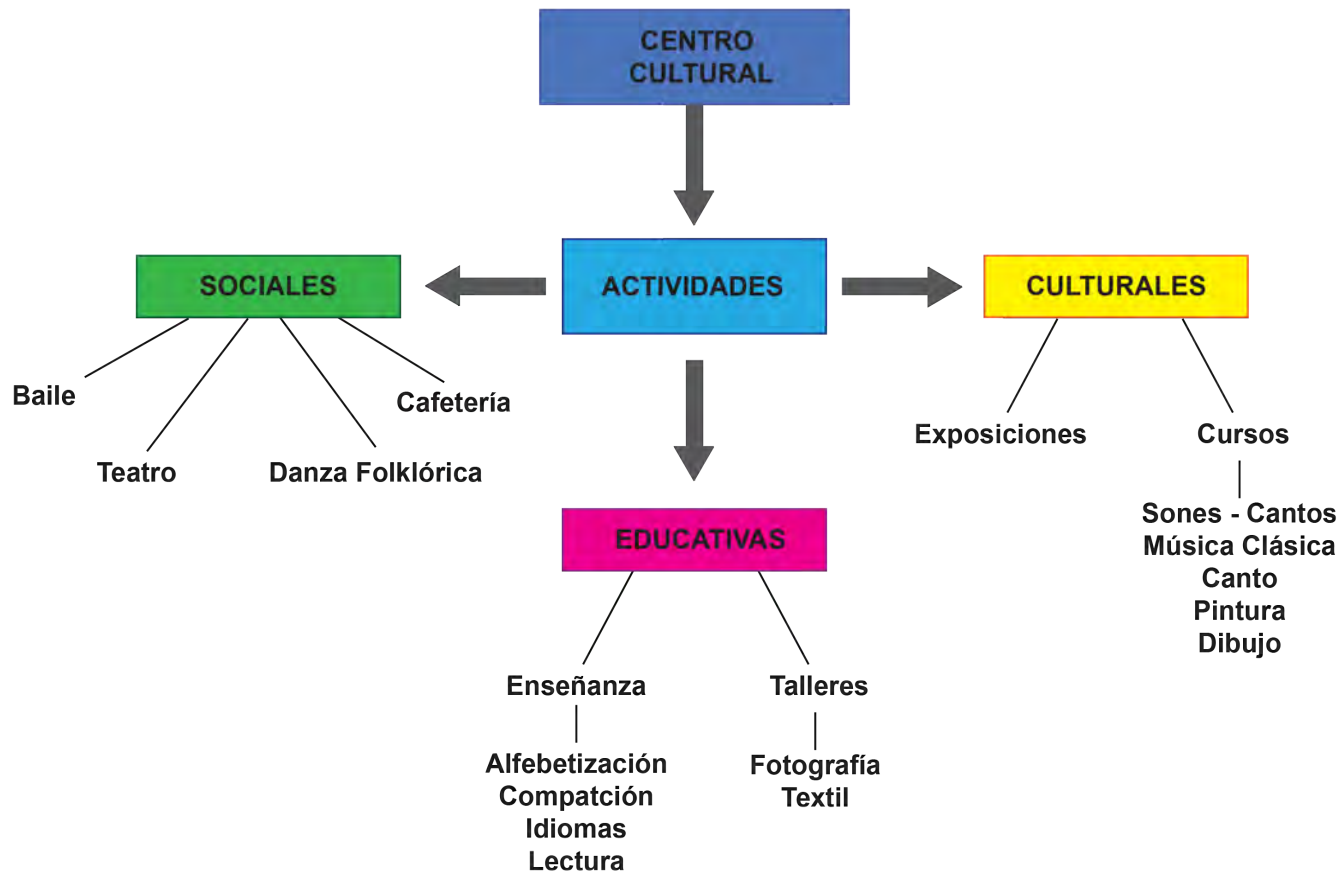 CENTRO
CULTURAL
ACTIVIDADES
SOCIALES
Baile
Teatro
Danza Folklórica
Cafetería
CULTURALES
Exposiciones
Cursos
Sones - Cantos
Música Clásica
Canto
Pintura
Dibujo
EDUCATIVAS
Enseñanza
Alfebetización
Compatción
Idiomas
Lectura
Talleres
Fotografía
Textil